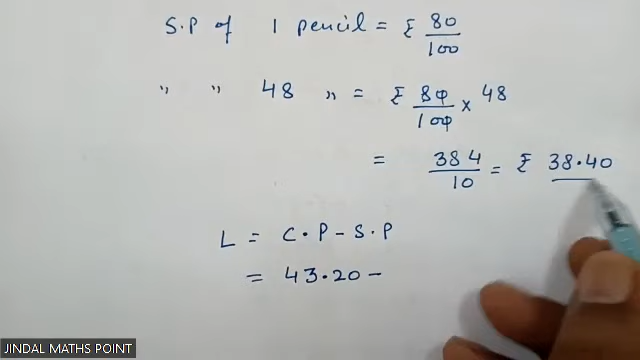 S.P of 1 pencil = ₹ 80/100
" " 48 " = ₹ 80/100 × 48
= 384/10 = ₹ 38.40
L = C.P - S.P
= 43.20 -
JINDAL MATHS POINT